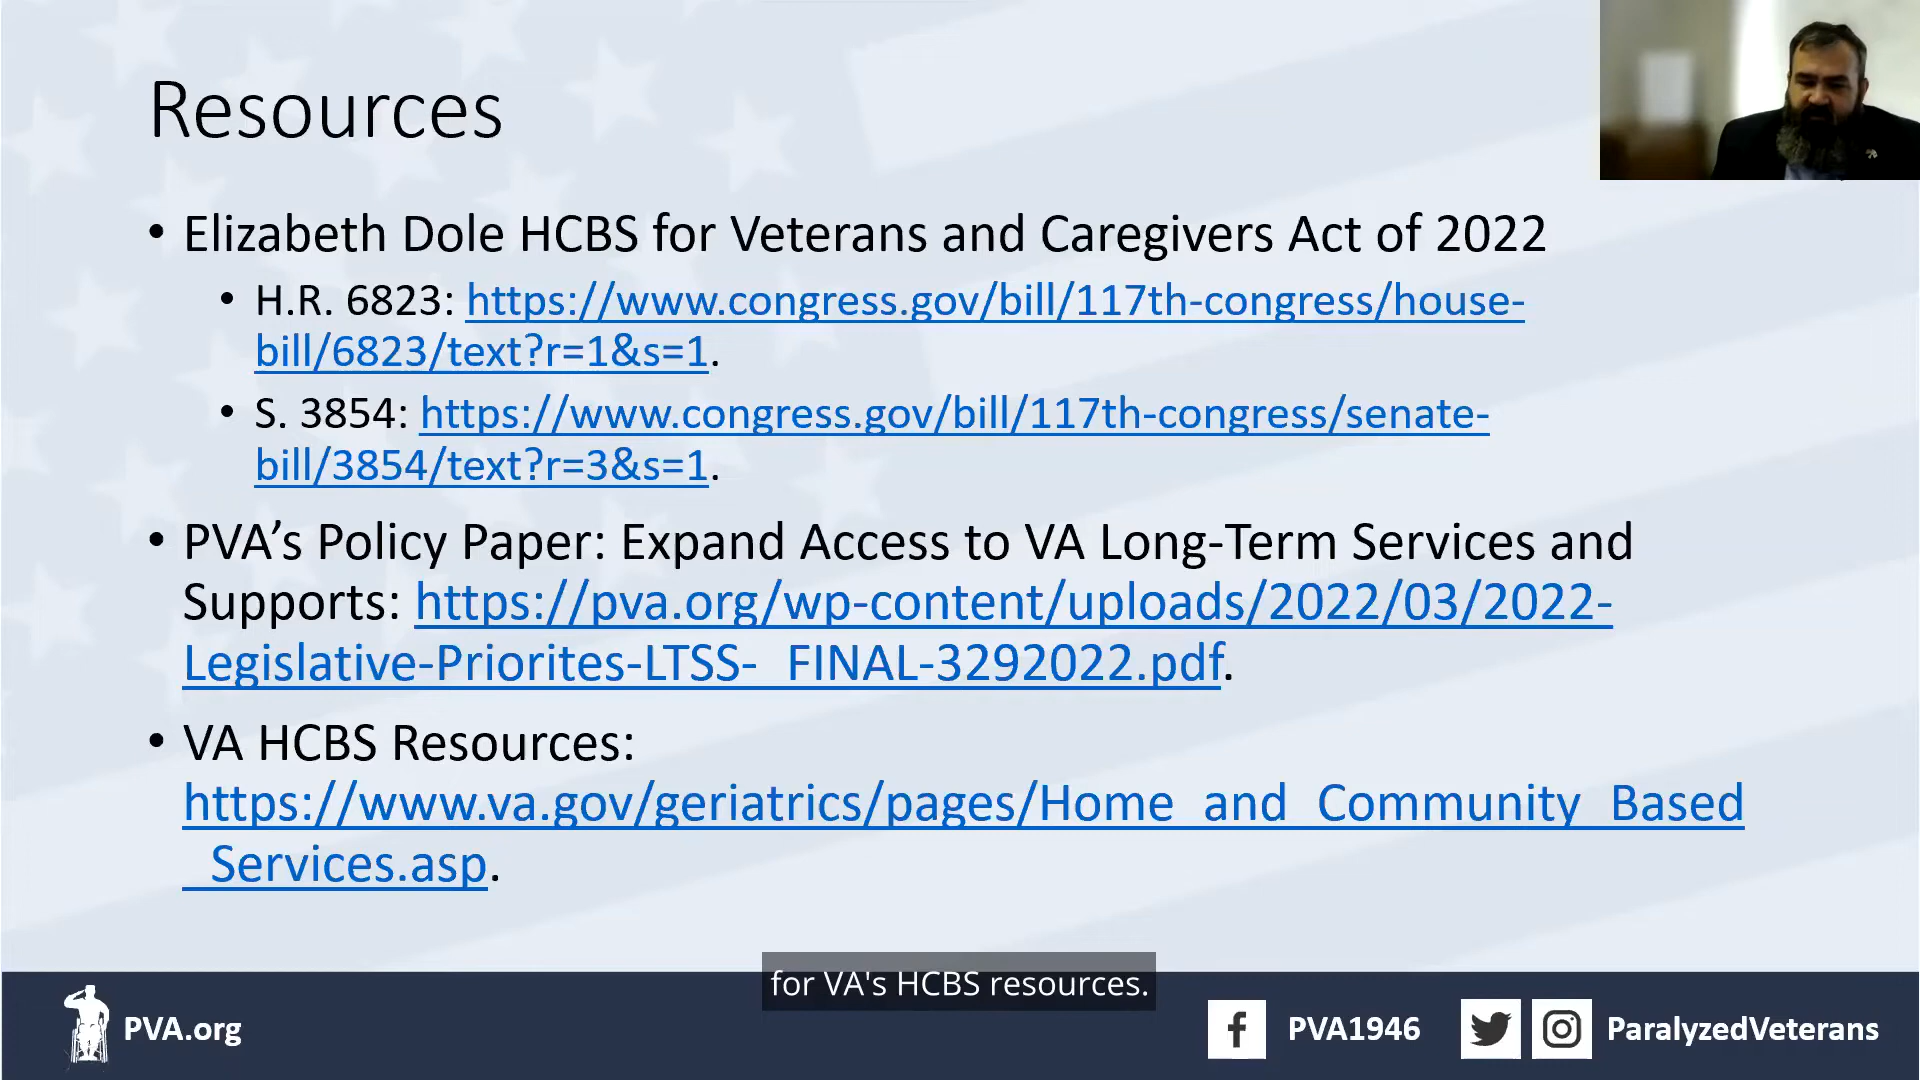 Resources
• Elizabeth Dole HCBS for Veterans and Caregivers Act of 2022
• H.R. 6823: https://www.congress.gov/bill/117th-congress/house-
bill/6823/text?r=1&s=1.
• S. 3854: https://www.congress.gov/bill/117th-congress/senate-
bill/3854/text?r=3&s=1.
• PVA’s Policy Paper: Expand Access to VA Long-Term Services and
Supports: https://pva.org/wp-content/uploads/2022/03/2022-
Legislative-Priorites-LTSS-_FINAL-3292022.pdf.
• VA HCBS Resources:
https://www.va.gov/geriatrics/pages/Home_and_Community_Based
_Services.asp.
for VA's HCBS resources.
PVA.org
PVA1946
ParalyzedVeterans